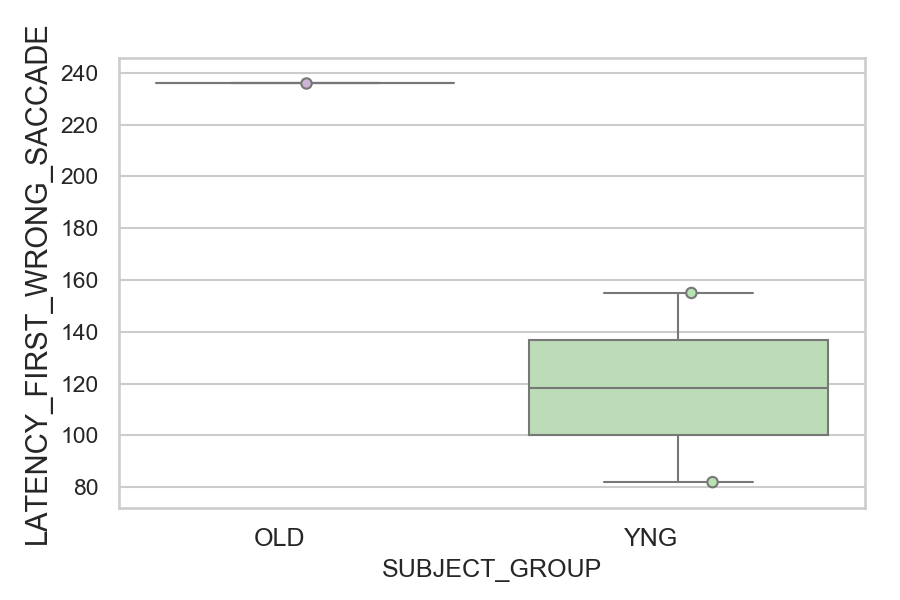 LATENCY_FIRST_WRONG_SACCADE
240
220
200
180
160
140
120
100
80
OLD
YNG
SUBJECT_GROUP